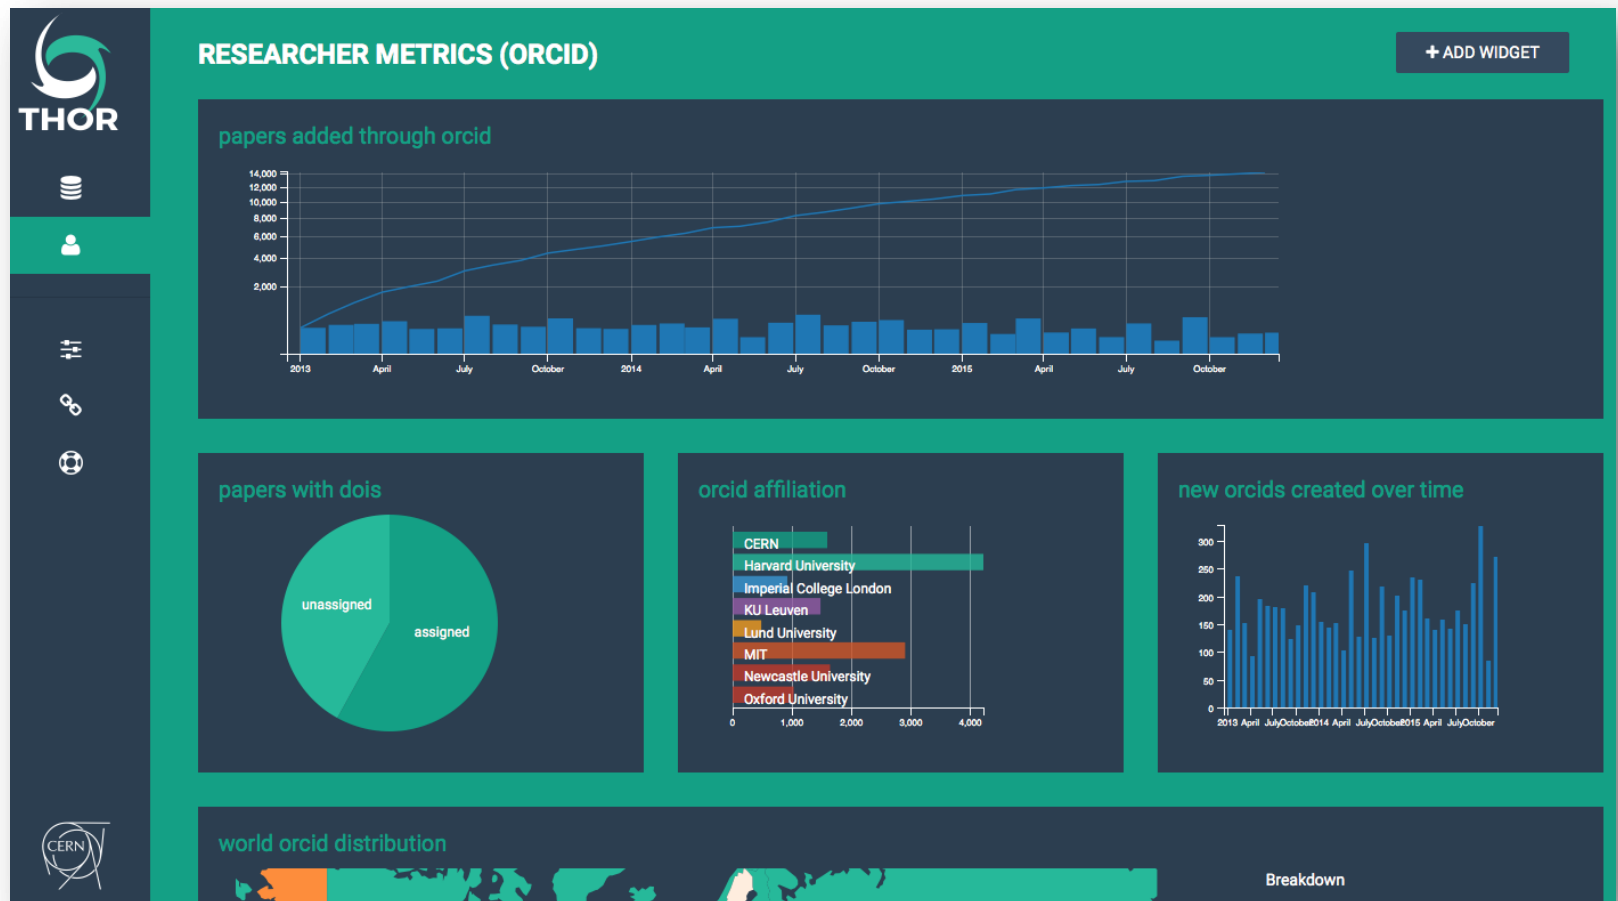 THOR
RESEARCHER METRICS (ORCID)
+ ADD WIDGET
papers added through orcid
14,000
12,000
10,000
8,000
6,000
4,000
2,000
2013 April July October 2014 April July October 2015 April July October
papers with dois
unassigned
assigned
orcid affiliation
CERN
Harvard University
Imperial College London
KU Leuven
Lund University
MIT
Newcastle University
Oxford University
0 1,000 2,000 3,000 4,000
new orcids created over time
300
250
200
150
100
50
0
2013 April July October 2014 April July October 2015 April July October
world orcid distribution
Breakdown
CERN